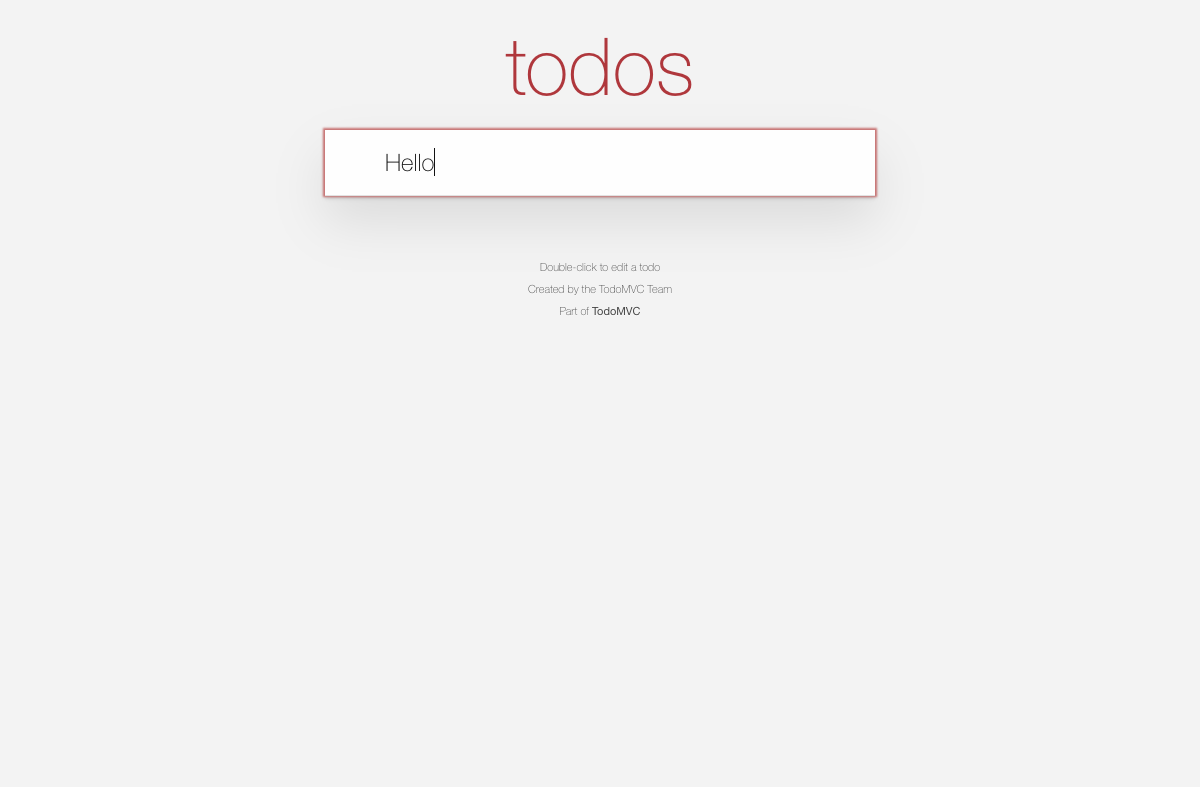 todos
Hello
Double-click to edit a todo
Created by the TodoMVC Team
Part of TodoMVC